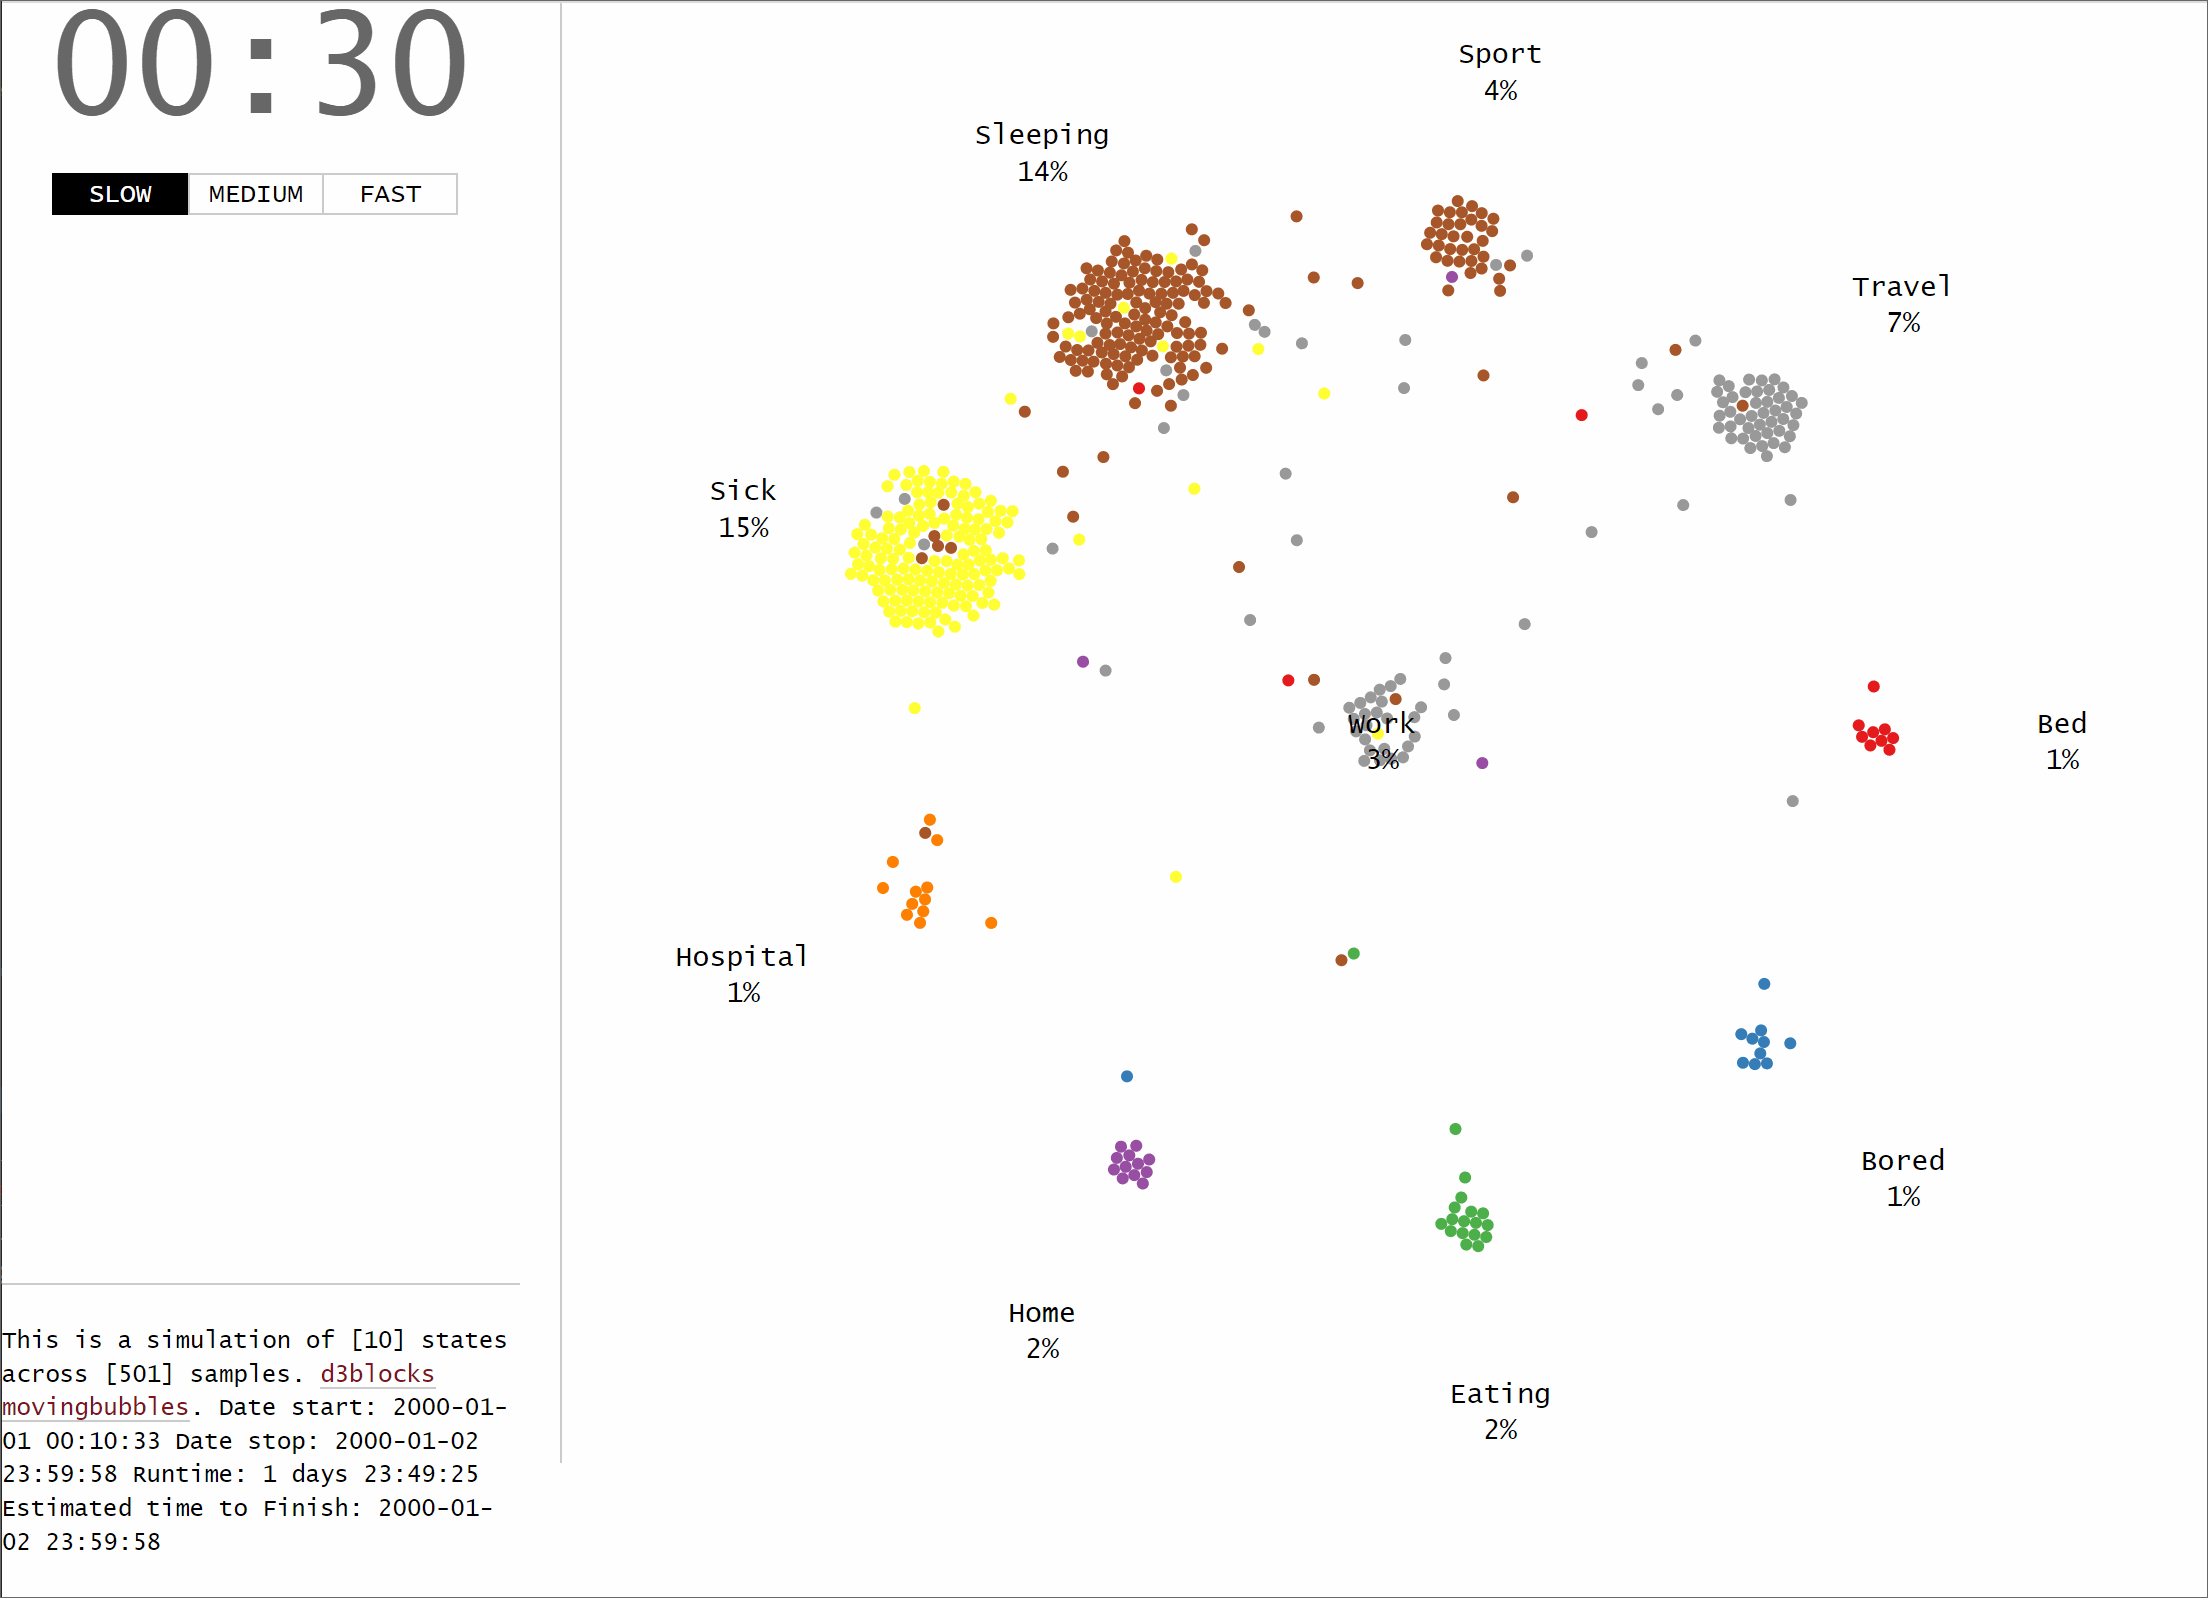 00:30
SLOW MEDIUM FAST
Sport
4%
Sleeping
14%
Travel
7%
Sick
15%
Work
3%
Bed
1%
Hospital
1%
Bored
1%
Home
2%
Eating
2%
This is a simulation of [10] states
across [501] samples. d3blocks
movingbubbles. Date start: 2000-01-
01 00:10:33 Date stop: 2000-01-02
23:59:58 Runtime: 1 days 23:49:25
Estimated time to Finish: 2000-01-
02 23:59:58